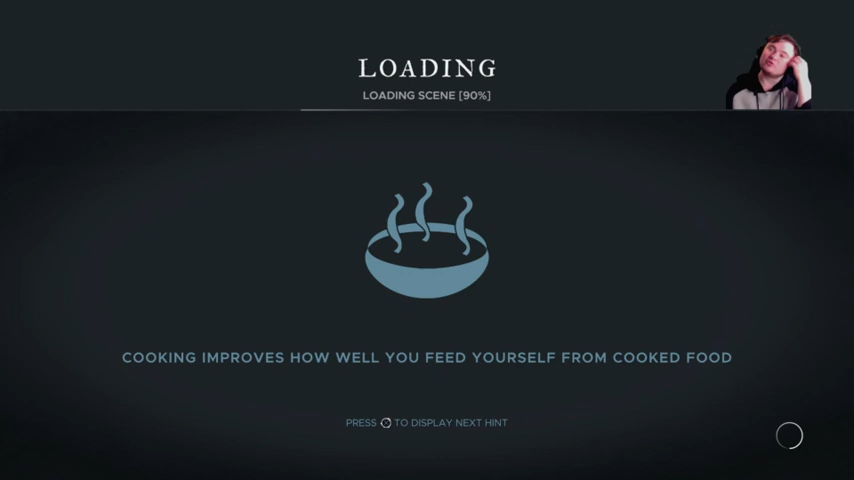 LOADING
LOADING SCENE [90%]
COOKING IMPROVES HOW WELL YOU FEED YOURSELF FROM COOKED FOOD
PRESS TO DISPLAY NEXT HINT